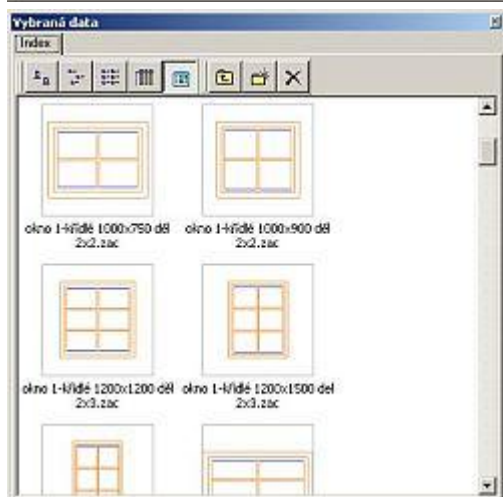 Vybraná data
Index
okno 1-křídlé 1000x750 děl
2x2.zac
okno 1-křídlé 1000x900 děl
2x2.zac
okno 1-křídlé 1200x1200 děl
2x3.zac
okno 1-křídlé 1200x1500 děl
2x3.zac